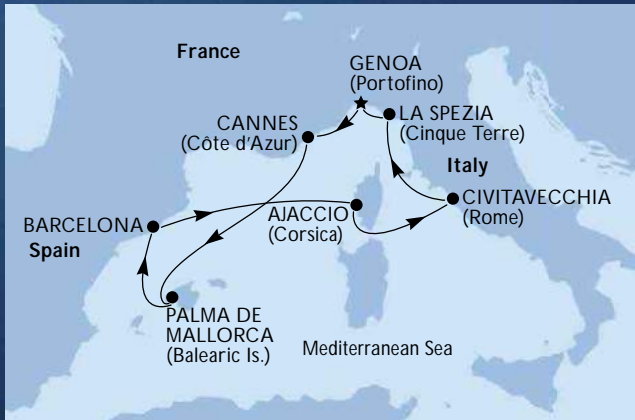 France
GENOA
(Portofino)
LA SPEZIA
(Cinque Terre)
CANNES
(Côte d'Azur)
Italy
CIVITAVECCHIA
(Rome)
AJACCIO
(Corsica)
BARCELONA
Spain
PALMA DE
MALLORCA
(Balearic Is.)
Mediterranean Sea